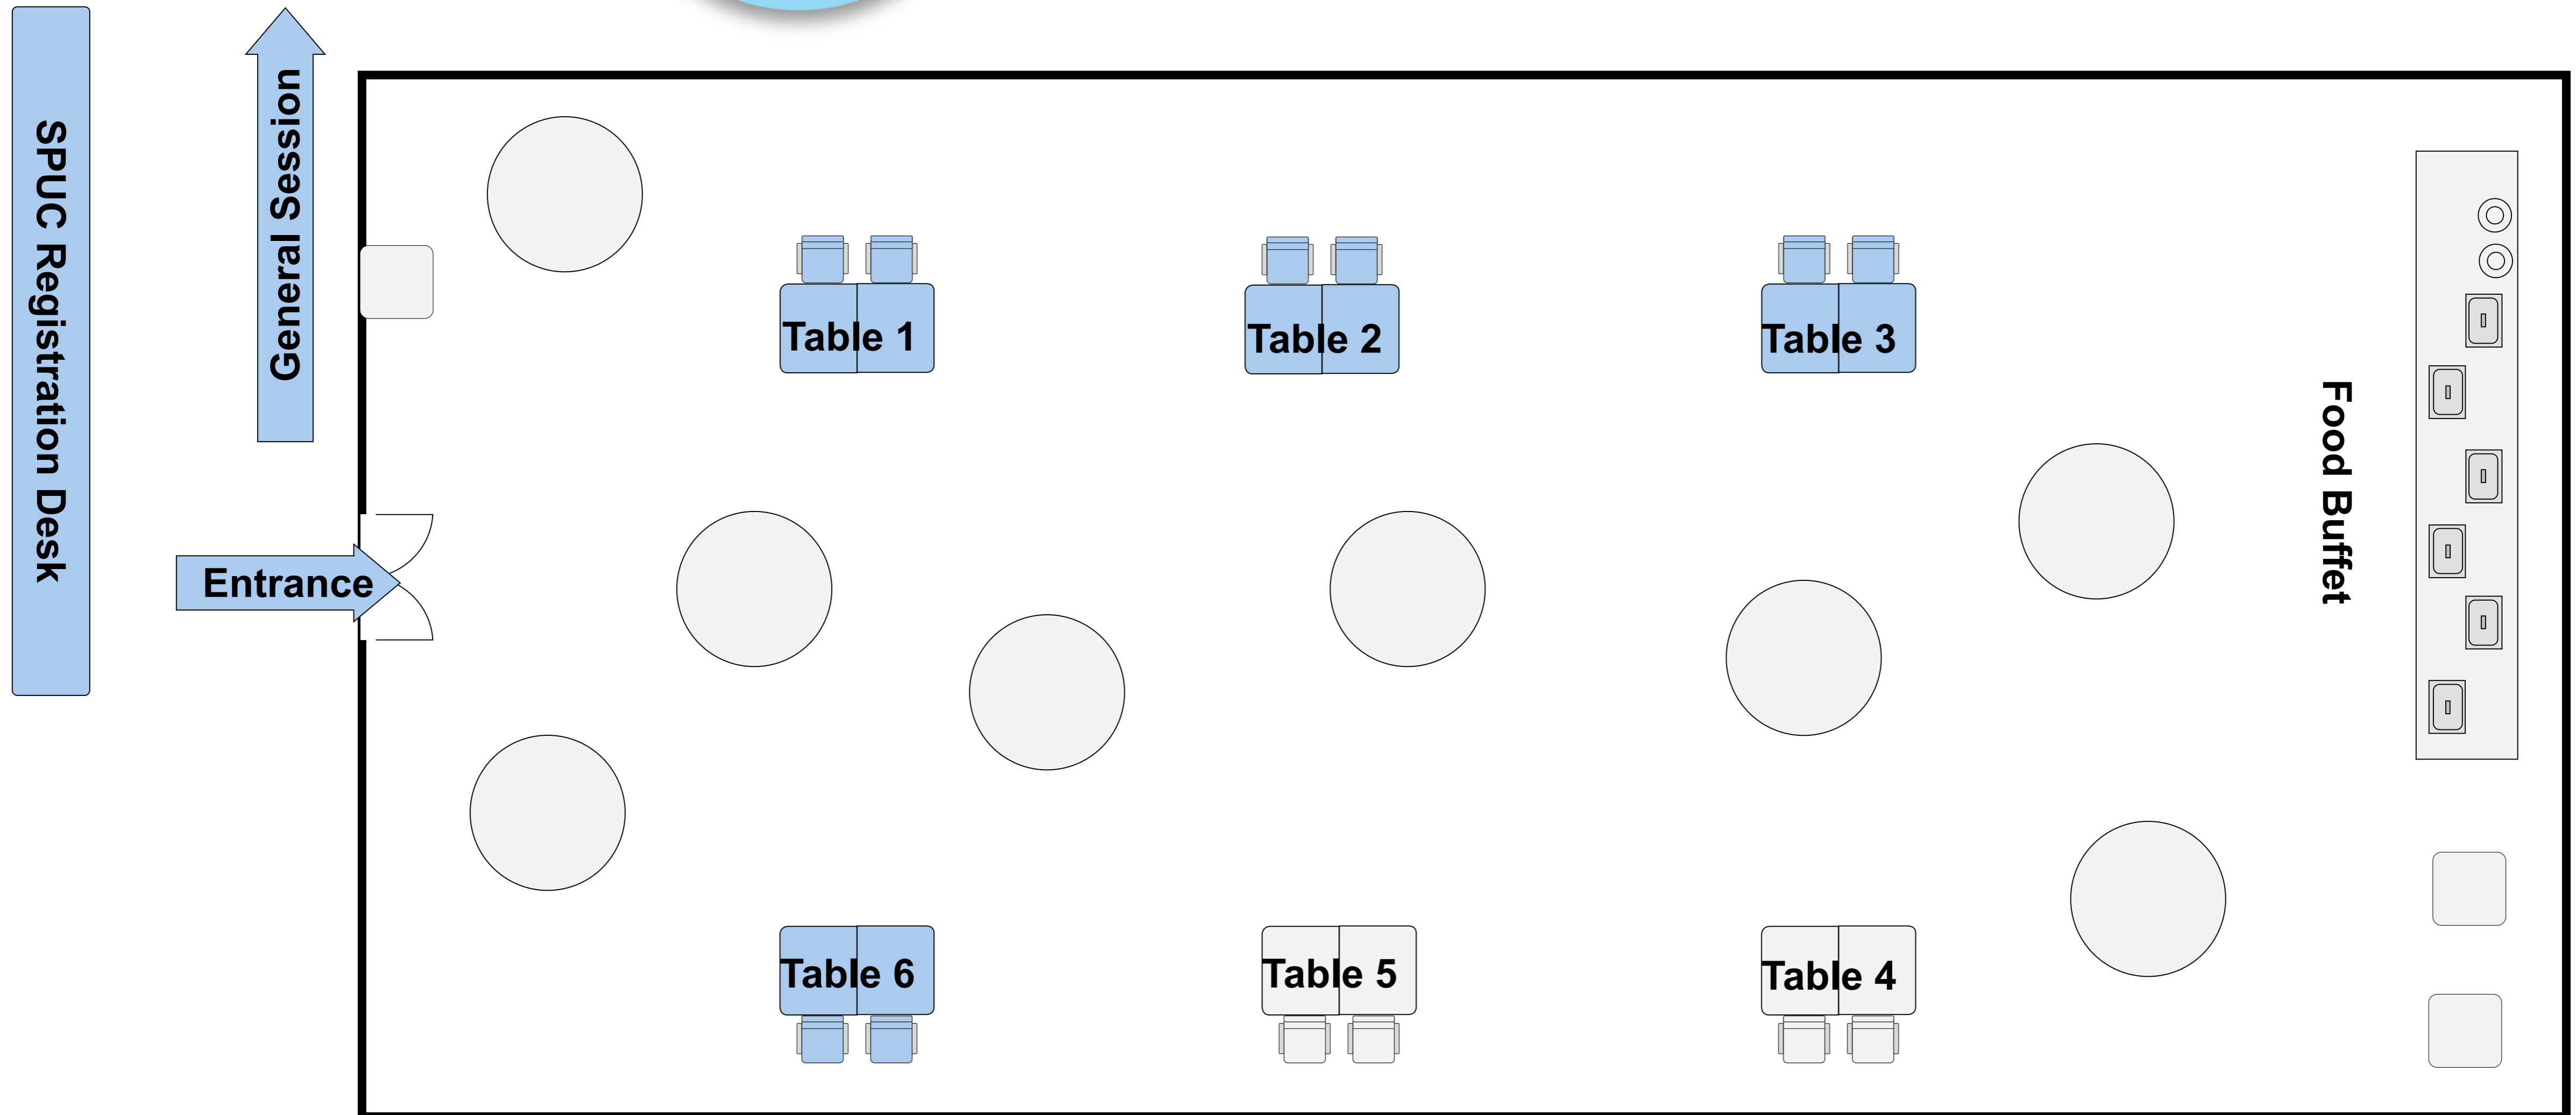 SPUC Registration Desk
General Session
Entrance
Table 1
Table 2
Table 3
Food Buffet
Table 6
Table 5
Table 4